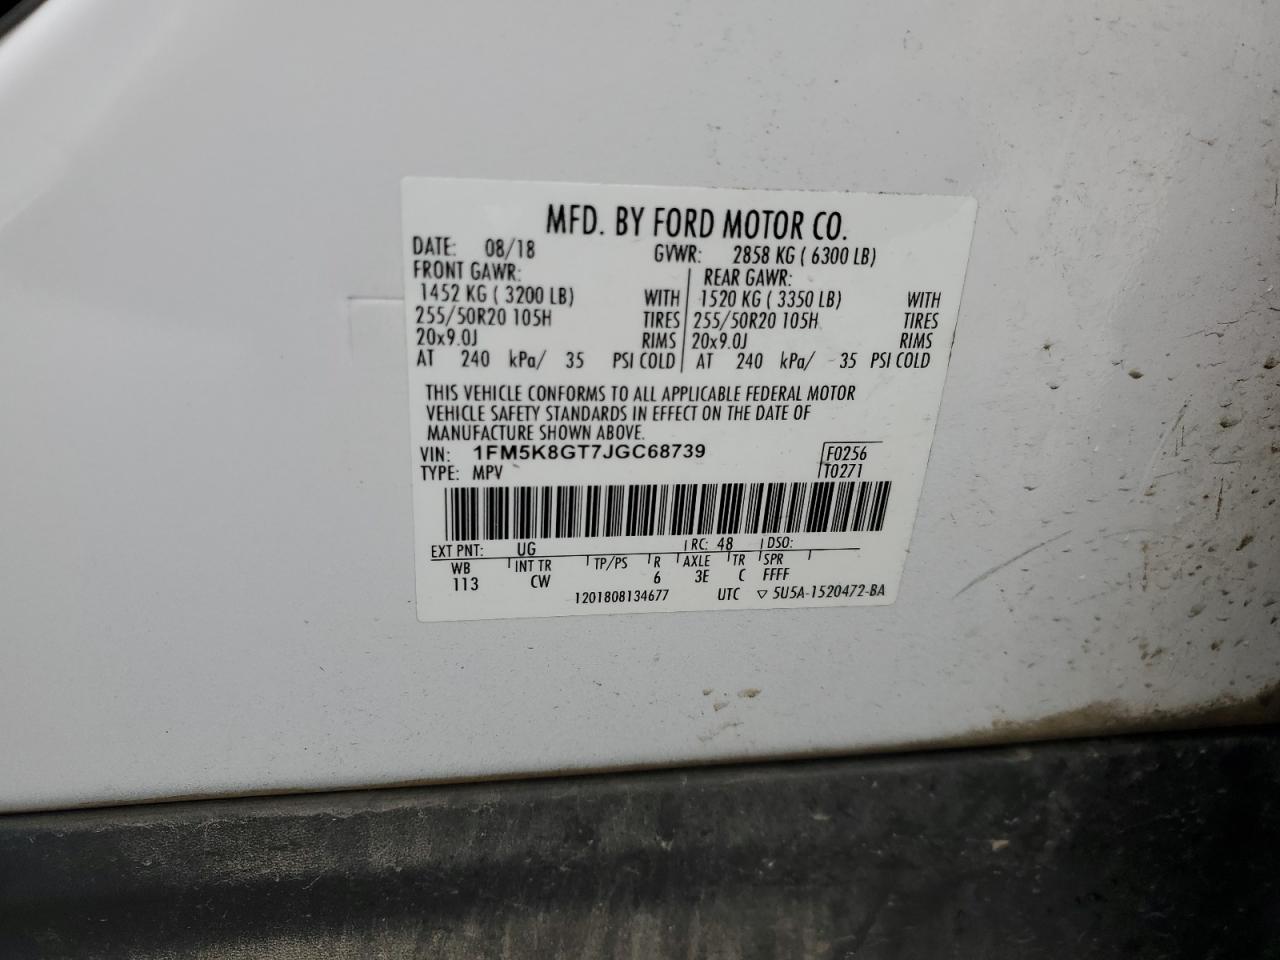 MFD. BY FORD MOTOR CO.
DATE: 08/18 GVWR: 2858 KG ( 6300 LB)
FRONT GAWR: REAR GAWR:
1452 KG ( 3200 LB) WITH 1520 KG ( 3350 LB) WITH
255/50R20 105H TIRES 255/50R20 105H TIRES
20x9.0J RIMS 20x9.0J RIMS
AT 240 kPa/ 35 PSI COLD AT 240 kPa/ 35 PSI COLD
THIS VEHICLE CONFORMS TO ALL APPLICABLE FEDERAL MOTOR
VEHICLE SAFETY STANDARDS IN EFFECT ON THE DATE OF
MANUFACTURE SHOWN ABOVE.
VIN: 1FM5K8GT7JGC68739 F0256
TYPE: MPV T0271
EXT PNT: UG RC: 48 DSO:
WB INT TR TP/PS R AXLE TR SPR
113 CW 6 3E C FFFF
1201808134677 UTC ▽ 5U5A-1520472-BA